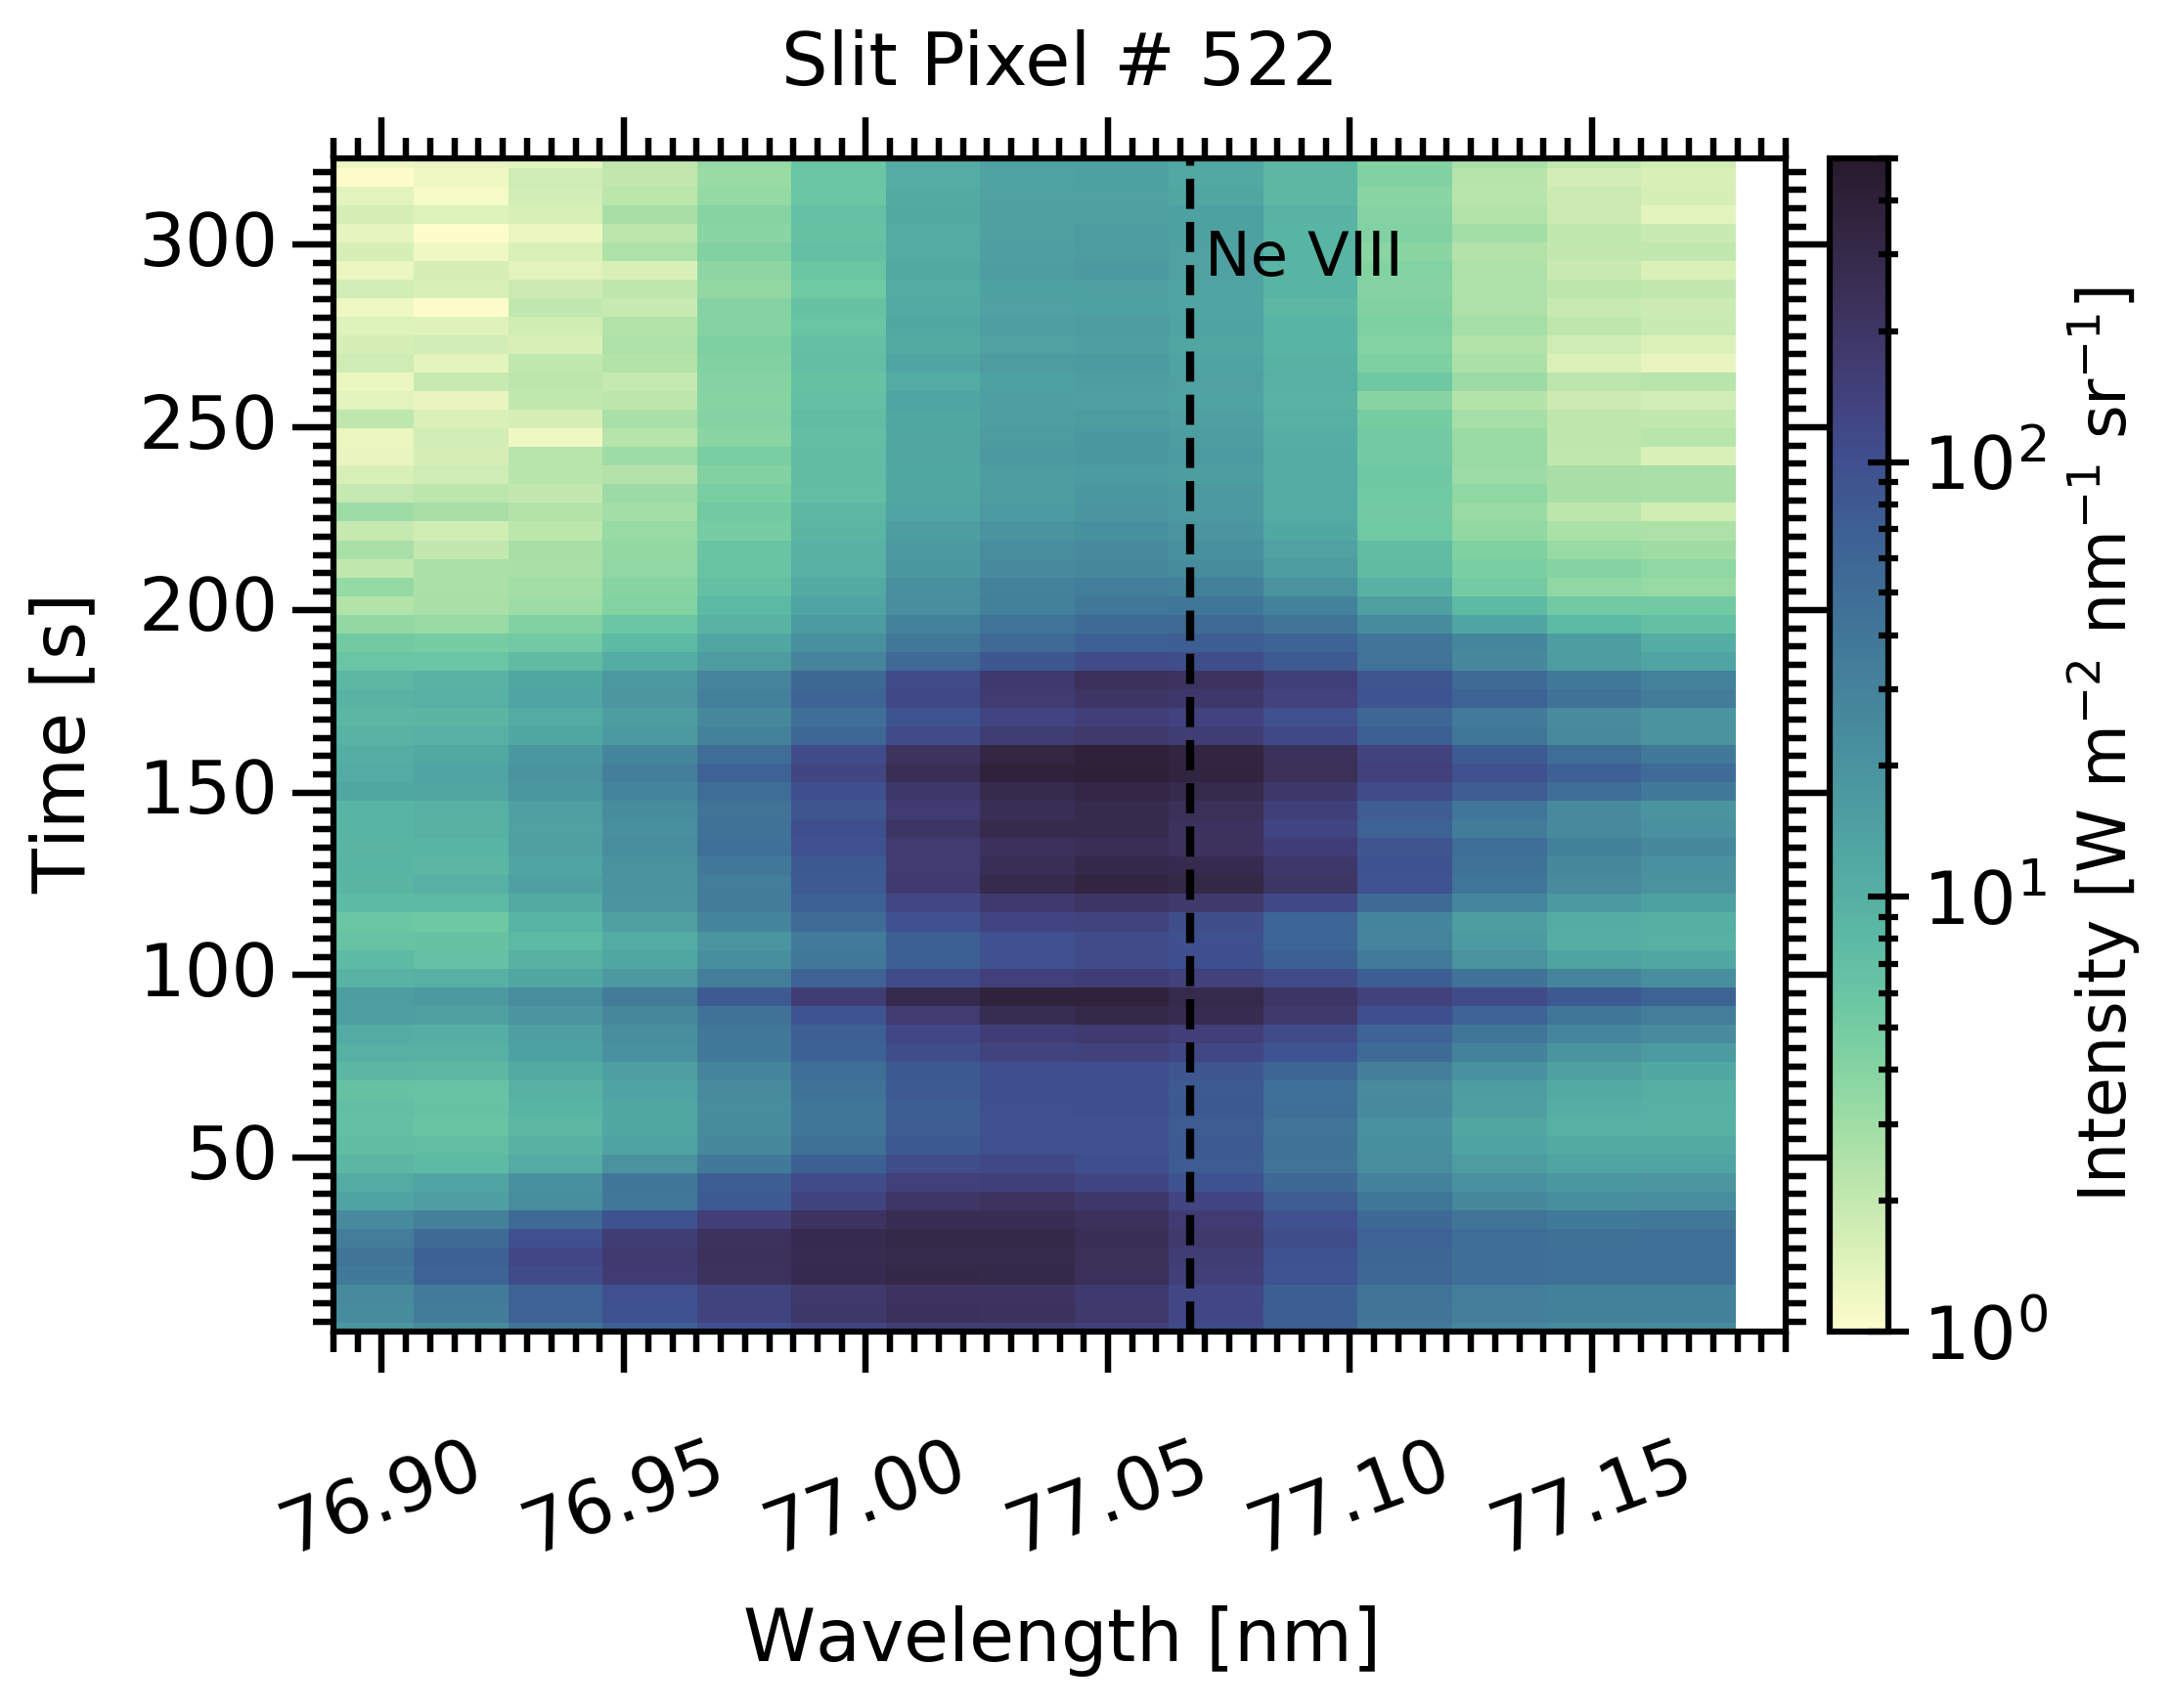 Slit Pixel # 522
Ne VIII
300
250
200
150
100
50
Time [s]
76.90 76.95 77.00 77.05 77.10 77.15
Wavelength [nm]
10²
10¹
10⁰
Intensity [W m⁻² nm⁻¹ sr⁻¹]